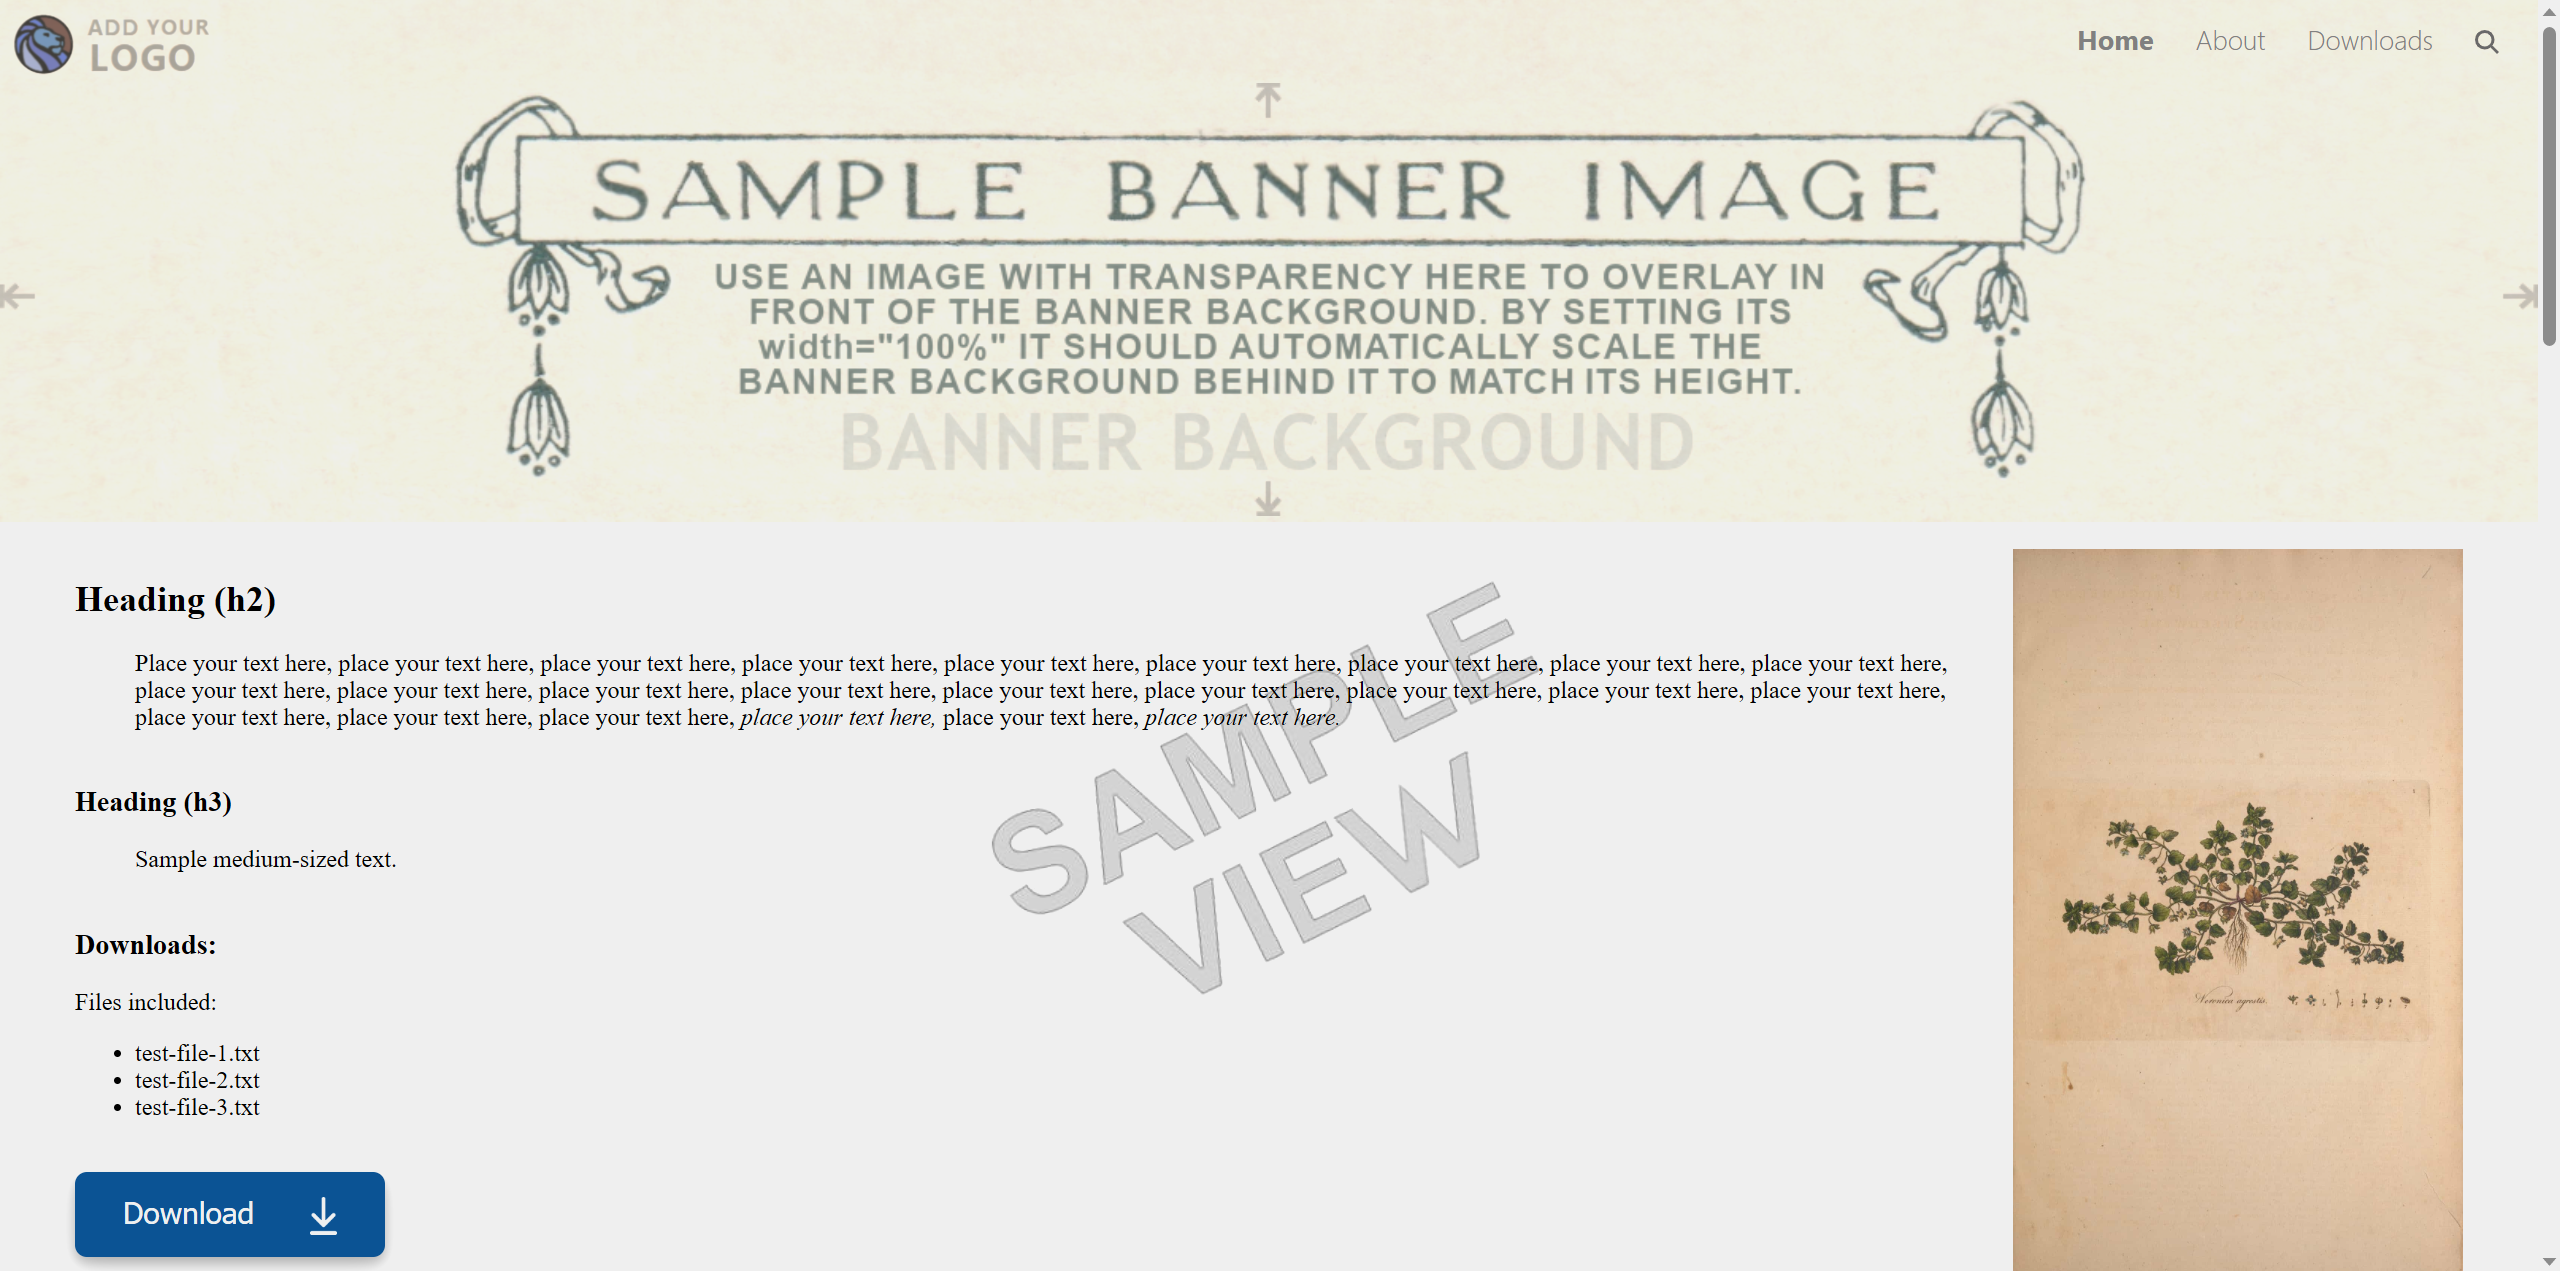 ADD YOUR
LOGO
Home About Downloads
SAMPLE BANNER IMAGE
USE AN IMAGE WITH TRANSPARENCY HERE TO OVERLAY IN
FRONT OF THE BANNER BACKGROUND. BY SETTING ITS
width="100%" IT SHOULD AUTOMATICALLY SCALE THE
BANNER BACKGROUND BEHIND IT TO MATCH ITS HEIGHT.
BANNER BACKGROUND
Heading (h2)
Place your text here, place your text here, place your text here, place your text here, place your text here, place your text here, place your text here, place your text here, place your text here,
place your text here, place your text here, place your text here, place your text here, place your text here, place your text here, place your text here, place your text here, place your text here,
place your text here, place your text here, place your text here, place your text here, place your text here, place your text here.
Heading (h3)
Sample medium-sized text.
Downloads:
Files included:
• test-file-1.txt
• test-file-2.txt
• test-file-3.txt
Download
SAMPLE
VIEW
Veronica agrestis.